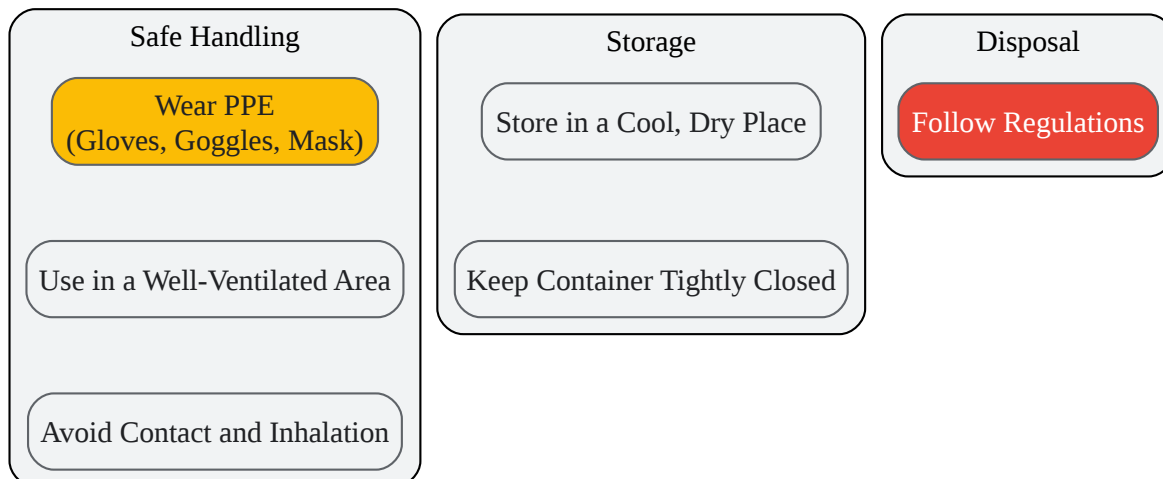 Safe Handling
Wear PPE
(Gloves, Goggles, Mask)
Use in a Well-Ventilated Area
Avoid Contact and Inhalation
Storage
Store in a Cool, Dry Place
Keep Container Tightly Closed
Disposal
Follow Regulations